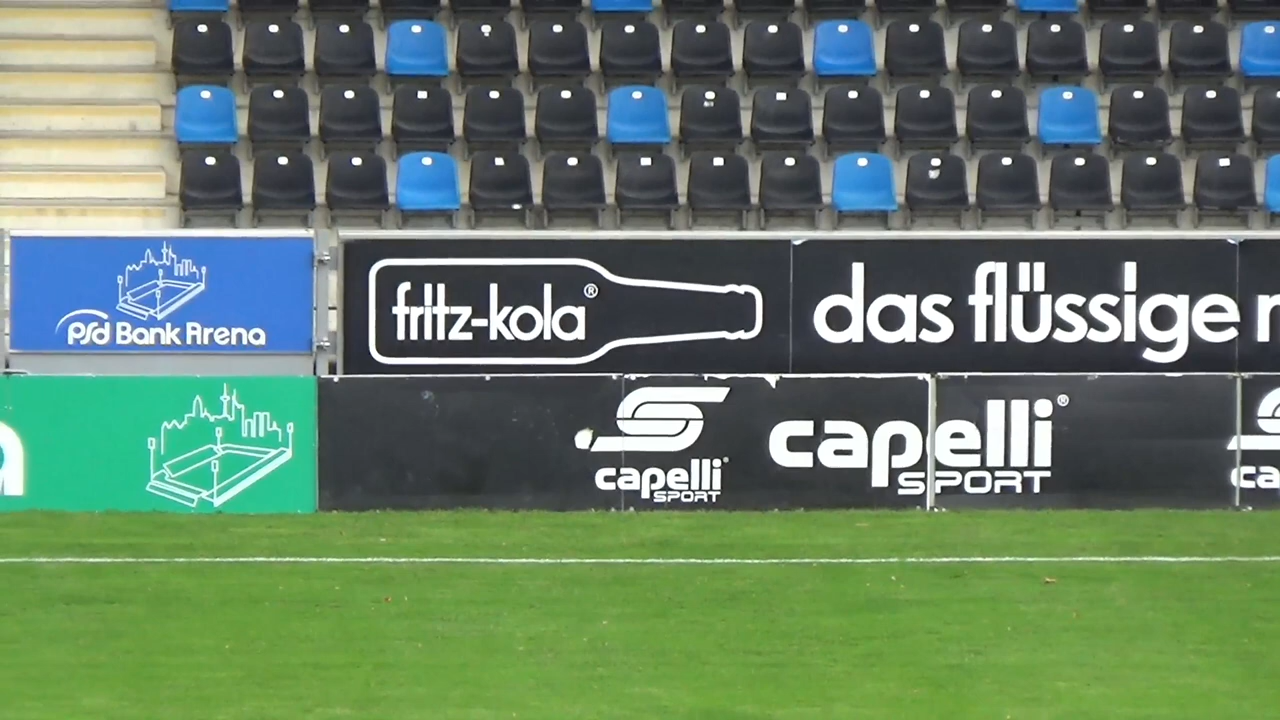 psd Bank Arena
fritz-kola®
das flüssige
capelli®
SPORT
capelli®
SPORT